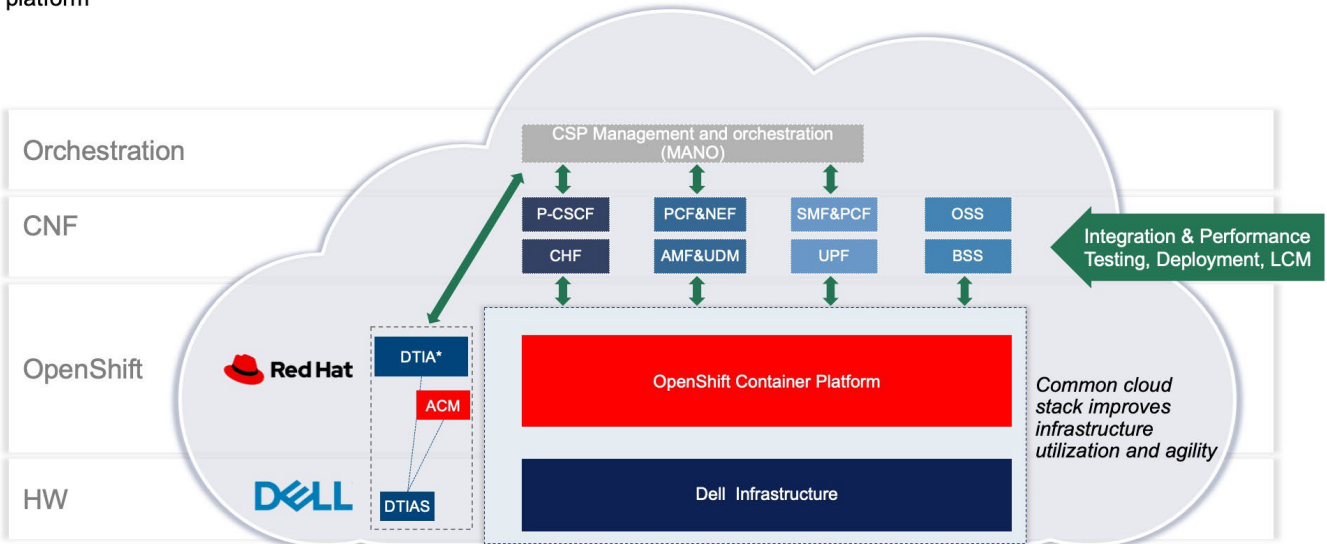 platform
Orchestration
CSP Management and orchestration
(MANO)
CNF
P-CSCF
PCF&NEF
SMF&PCF
OSS
CHF
AMF&UDM
UPF
BSS
Integration & Performance
Testing, Deployment, LCM
OpenShift
Red Hat
DTIA*
ACM
OpenShift Container Platform
Common cloud
stack improves
infrastructure
utilization and agility
HW
DELL
DTIAS
Dell Infrastructure